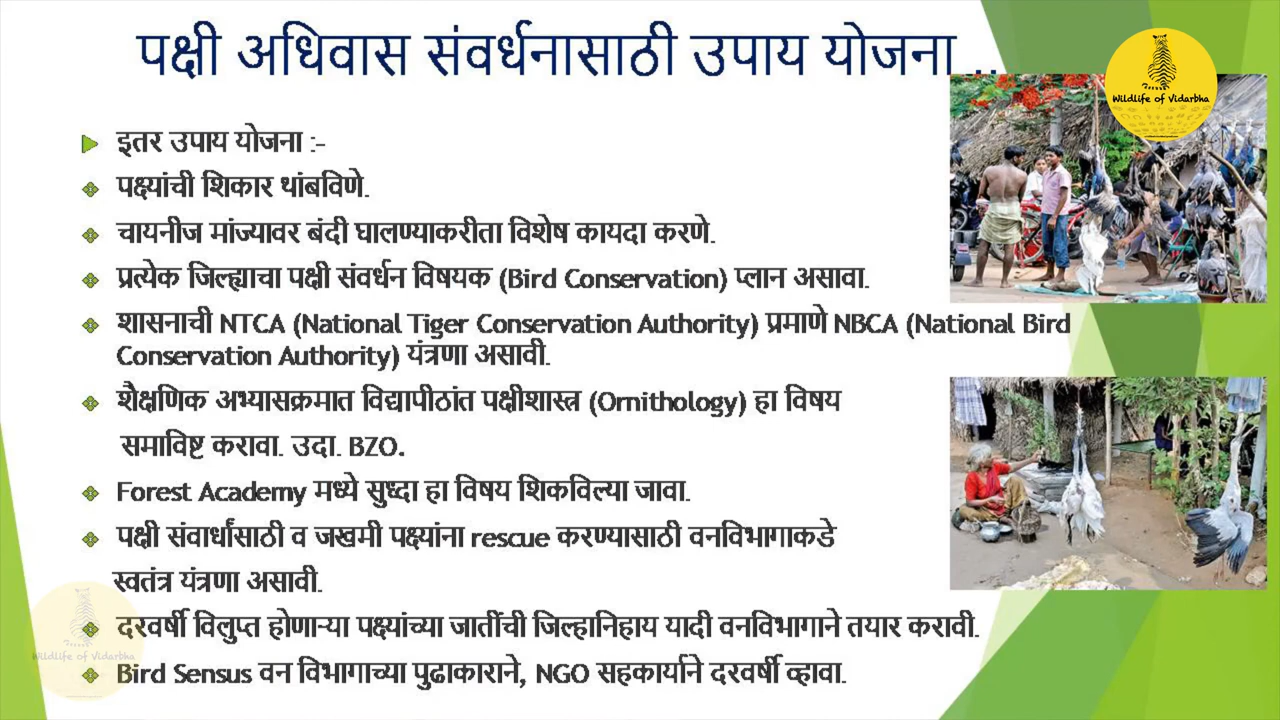 पक्षी अधिवास संवर्धनासाठी उपाय योजना ...
Wildlife of Vidarbha
इतर उपाय योजना :-
पक्ष्यांची शिकार थांबविणे.
चायनीज मांज्यावर बंदी घालण्याकरीता विशेष कायदा करणे.
प्रत्येक जिल्ह्याचा पक्षी संवर्धन विषयक (Bird Conservation) प्लान असावा.
शासनाची NTCA (National Tiger Conservation Authority) प्रमाणे NBCA (National Bird
Conservation Authority) यंत्रणा असावी.
शैक्षणिक अभ्यासक्रमात विद्यापीठांत पक्षीशास्त्र (Ornithology) हा विषय
समाविष्ट करावा. उदा. BZO.
Forest Academy मध्ये सुध्दा हा विषय शिकविल्या जावा.
पक्षी संवार्धांसाठी व जखमी पक्ष्यांना rescue करण्यासाठी वनविभागाकडे
स्वतंत्र यंत्रणा असावी.
दरवर्षी विलुप्त होणाऱ्या पक्ष्यांच्या जातींची जिल्हानिहाय यादी वनविभागाने तयार करावी.
Wildlife of Vidarbha
Bird Sensus वन विभागाच्या पुढाकाराने, NGO सहकार्याने दरवर्षी व्हावा.